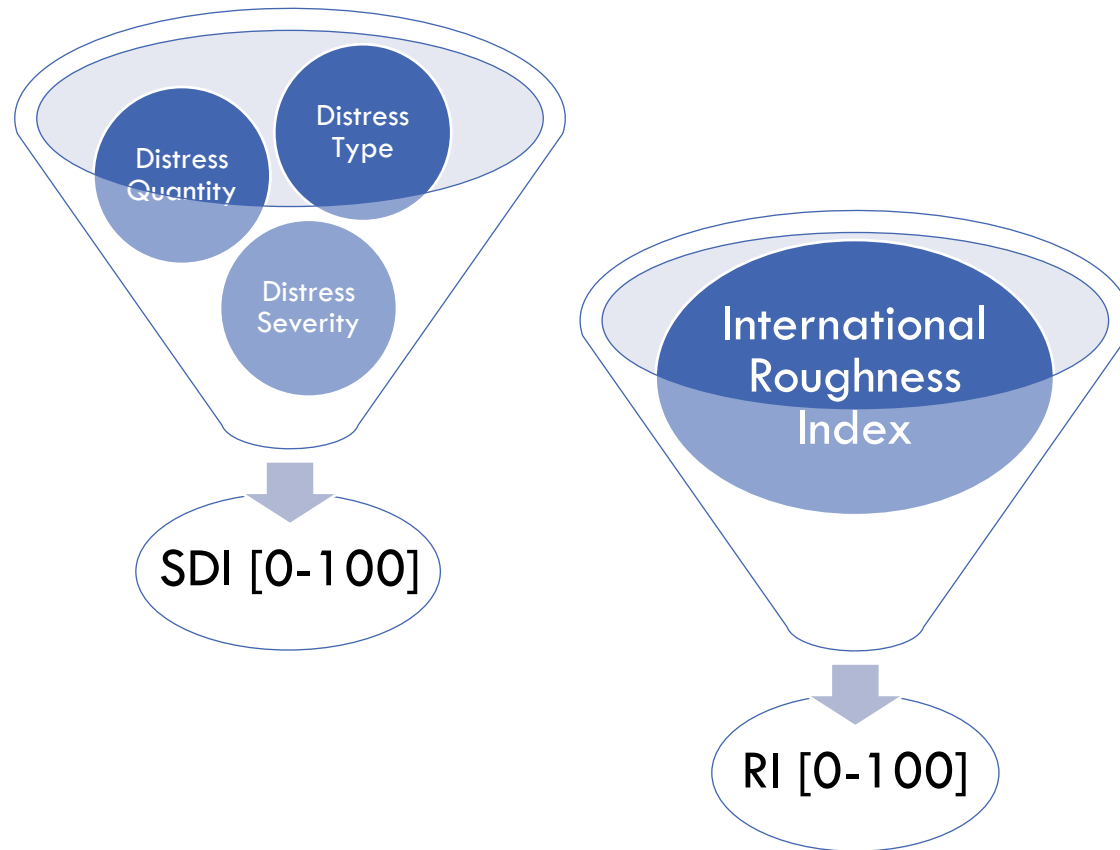 Distress
Type
Distress
Quantity
Distress
Severity
SDI [0-100]
International
Roughness
Index
RI [0-100]